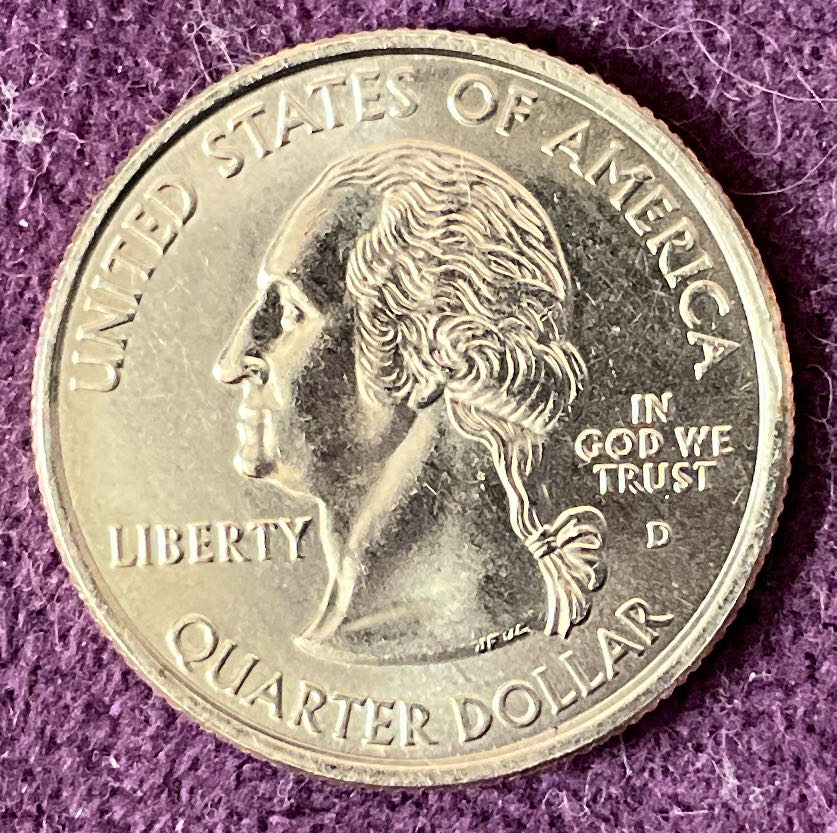 UNITED STATES OF AMERICA
LIBERTY
IN
GOD WE
TRUST
D
QUARTER DOLLAR